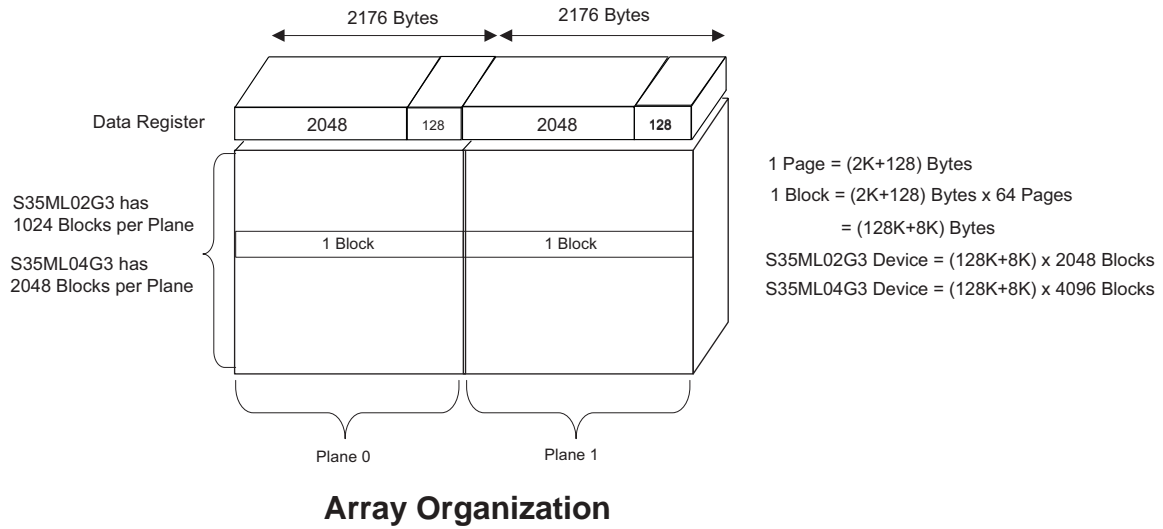 2176 Bytes
2176 Bytes
Data Register
2048
128
2048
128
S35ML02G3 has
1024 Blocks per Plane
S35ML04G3 has
2048 Blocks per Plane
1 Block
1 Block
1 Page = (2K+128) Bytes
1 Block = (2K+128) Bytes x 64 Pages
= (128K+8K) Bytes
S35ML02G3 Device = (128K+8K) x 2048 Blocks
S35ML04G3 Device = (128K+8K) x 4096 Blocks
Plane 0
Plane 1
Array Organization